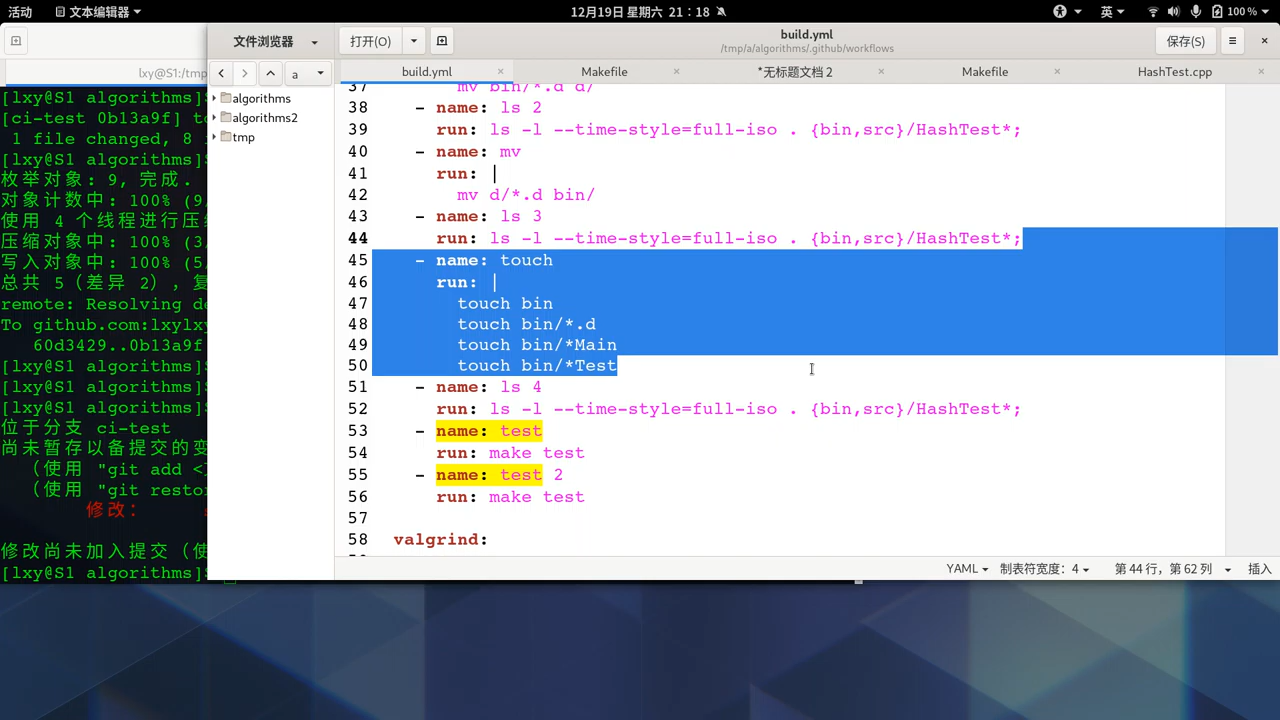 活动 文本编辑器 12月19日 星期六 21：18 英 100 %
文件浏览器 打开(O) build.yml 保存(S)
/tmp/a/algorithms/.github/workflows
lxy@S1:/tmp
a
build.yml Makefile *无标题文档 2 Makefile HashTest.cpp
algorithms
algorithms2
tmp
[lxy@S1 algorithms]
[ci-test 0b13a9f] to
1 file changed, 8 i
[lxy@S1 algorithms]
枚举对象: 9, 完成.
对象计数中: 100% (9
使用 4 个线程进行压
压缩对象中: 100% (3
写入对象中: 100% (5
总共 5（差异 2），复
remote: Resolving de
To github.com:lxylxy
60d3429..0b13a9f
[lxy@S1 algorithms]
[lxy@S1 algorithms]
[lxy@S1 algorithms]
位于分支 ci-test
尚未暂存以备提交的变
（使用 "git add <
（使用 "git restor
修改:
修改尚未加入提交（使
[lxy@S1 algorithms]
37 mv bin/*.d d/
38 - name: ls 2
39 run: ls -l --time-style=full-iso . {bin,src}/HashTest*;
40 - name: mv
41 run: |
42 mv d/*.d bin/
43 - name: ls 3
44 run: ls -l --time-style=full-iso . {bin,src}/HashTest*;
45 - name: touch
46 run: |
47 touch bin
48 touch bin/*.d
49 touch bin/*Main
50 touch bin/*Test
51 - name: ls 4
52 run: ls -l --time-style=full-iso . {bin,src}/HashTest*;
53 - name: test
54 run: make test
55 - name: test 2
56 run: make test
57
58 valgrind:
YAML 制表符宽度：4 第 44 行，第 62 列 插入